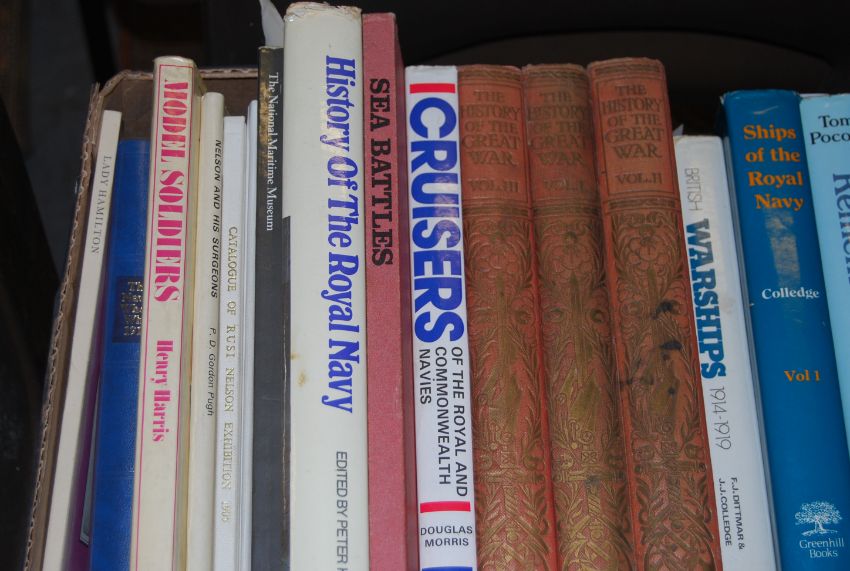 LADY HAMILTON
MODEL SOLDIERS
Henry Harris
NELSON AND HIS SURGEONS
P. D. Gordon Pugh
CATALOGUE OF RUSI NELSON EXHIBITION 1905
The National Maritime Museum
History Of The Royal Navy
EDITED BY PETER
SEA BATTLES
CRUISERS
OF THE ROYAL AND
COMMONWEALTH
NAVIES
DOUGLAS
MORRIS
THE
HISTORY
OF THE
GREAT
WAR.
VOL.III
THE
HISTORY
OF THE
GREAT
WAR.
VOL.I.
THE
HISTORY
OF THE
GREAT
WAR.
VOL.II
BRITISH
WARSHIPS
1914-1919
F.J. DITTMAR &
J.J. COLLEDGE
Ships
of the
Royal
Navy
Colledge
Vol 1
Greenhill
Books
Tom